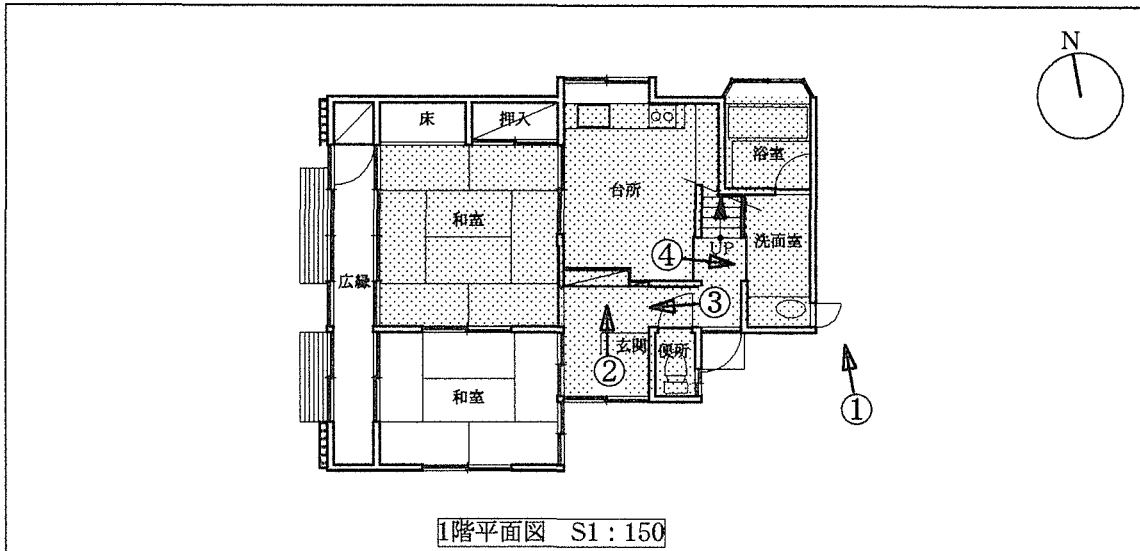 N
床
押入
浴室
台所
和室
洗面室
UP
④
広縁
③
玄関
便所
②
和室
①
1階平面図 S1:150